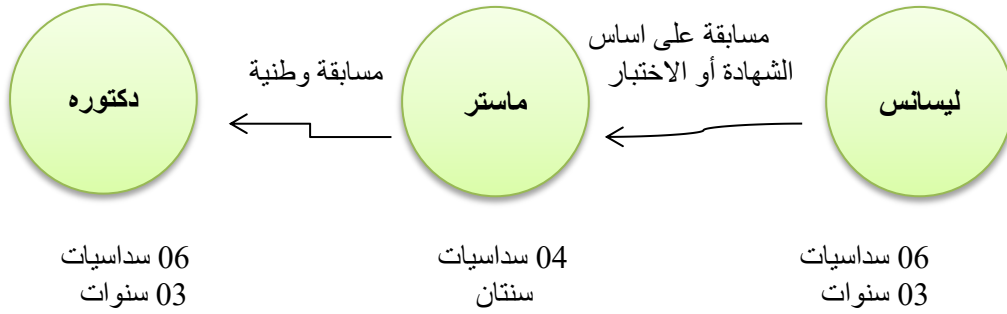 مسابقة على اساس
الشهادة أو الاختبار
مسابقة وطنية
ليسانس
ماستر
دكتوره
06 سداسيات
03 سنوات
04 سداسيات
سنتان
06 سداسيات
03 سنوات